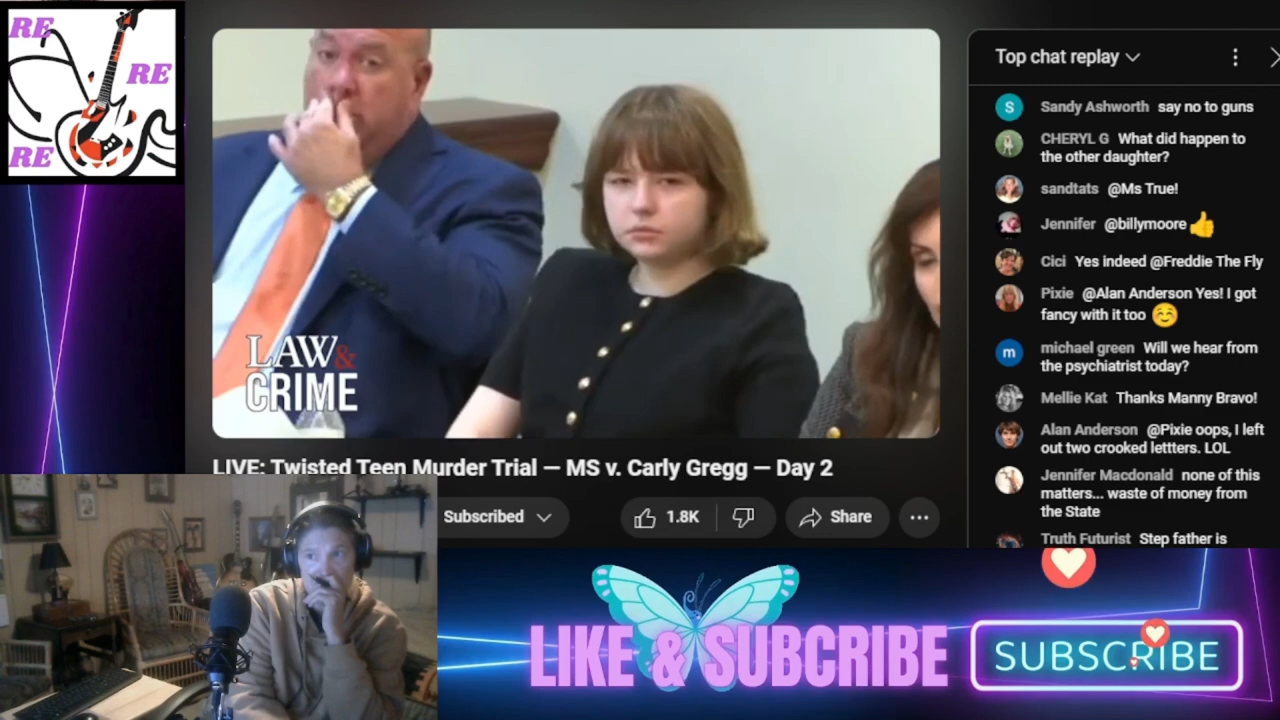 RE
RE
RE
LAW&
CRIME
LIVE: Twisted Teen Murder Trial — MS v. Carly Gregg — Day 2
Subscribed
1.8K
Share
Top chat replay
S
Sandy Ashworth say no to guns
CHERYL G What did happen to
the other daughter?
sandtats @Ms True!
Jennifer @billymoore 👍
Cici Yes indeed @Freddie The Fly
Pixie @Alan Anderson Yes! I got
fancy with it too ☺️
m
michael green Will we hear from
the psychiatrist today?
Mellie Kat Thanks Manny Bravo!
Alan Anderson @Pixie oops, I left
out two crooked lettters. LOL
Jennifer Macdonald none of this
matters... waste of money from
the State
Truth Futurist Step father is
LIKE & SUBCRIBE
SUBSCRIBE